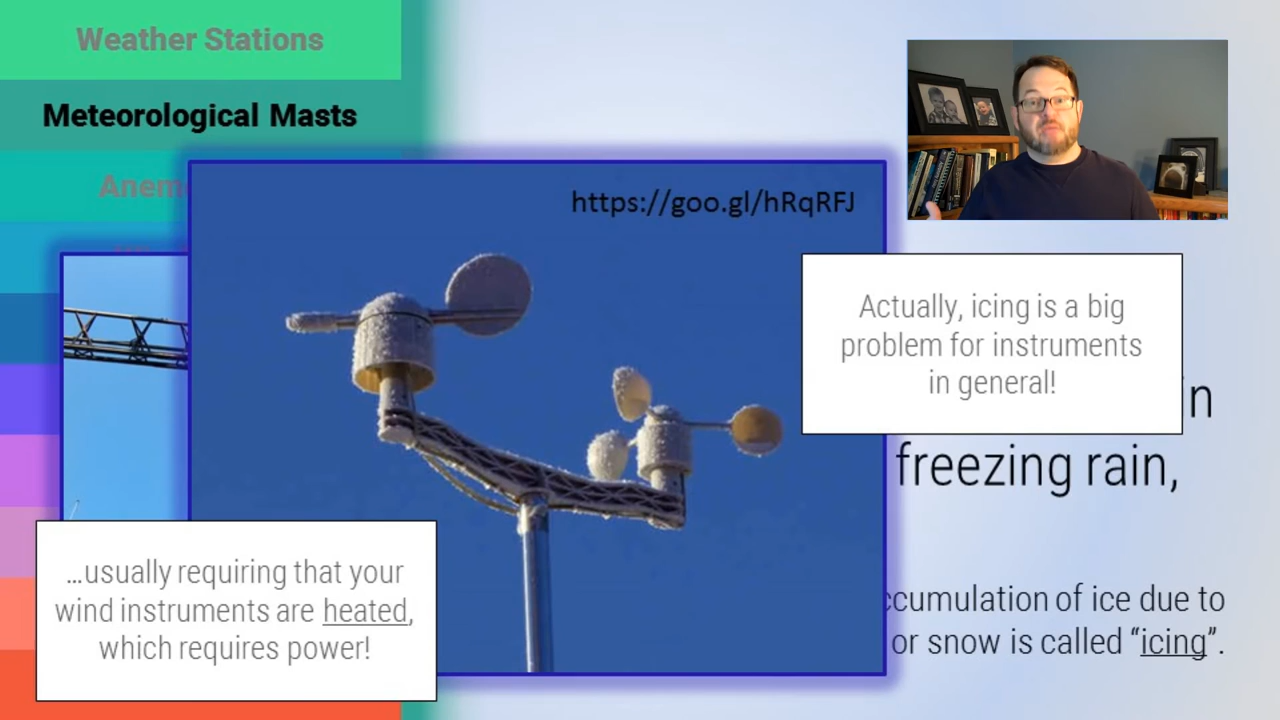 Weather Stations
Meteorological Masts
https://goo.gl/hRqRFJ
Actually, icing is a big
problem for instruments
in general!
freezing rain,
…usually requiring that your
wind instruments are heated,
which requires power!
ccumulation of ice due to
or snow is called “icing”.